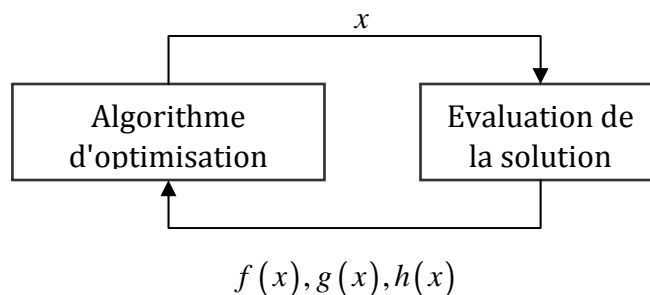 x
Algorithme
d'optimisation
Evaluation de
la solution
f(x), g(x), h(x)